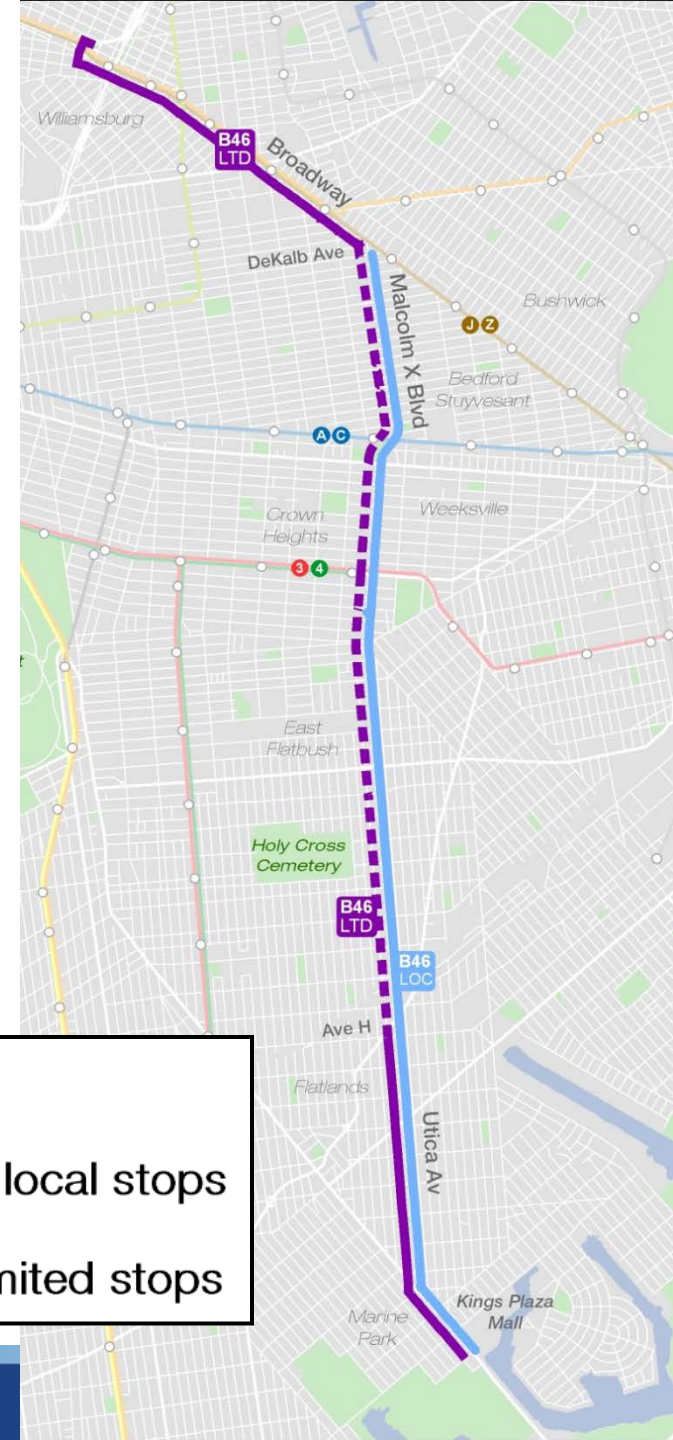 Williamsburg
B46
LTD
Broadway
DeKalb Ave
Malcolm X Blvd
Bushwick
J Z
Bedford
Stuyvesant
A C
Crown
Heights
Weeksville
3 4
East
Flatbush
Holy Cross
Cemetery
B46
LTD
B46
LOC
Ave H
Flatlands
Utica Av
local stops
mited stops
Kings Plaza
Mall
Marine
Park